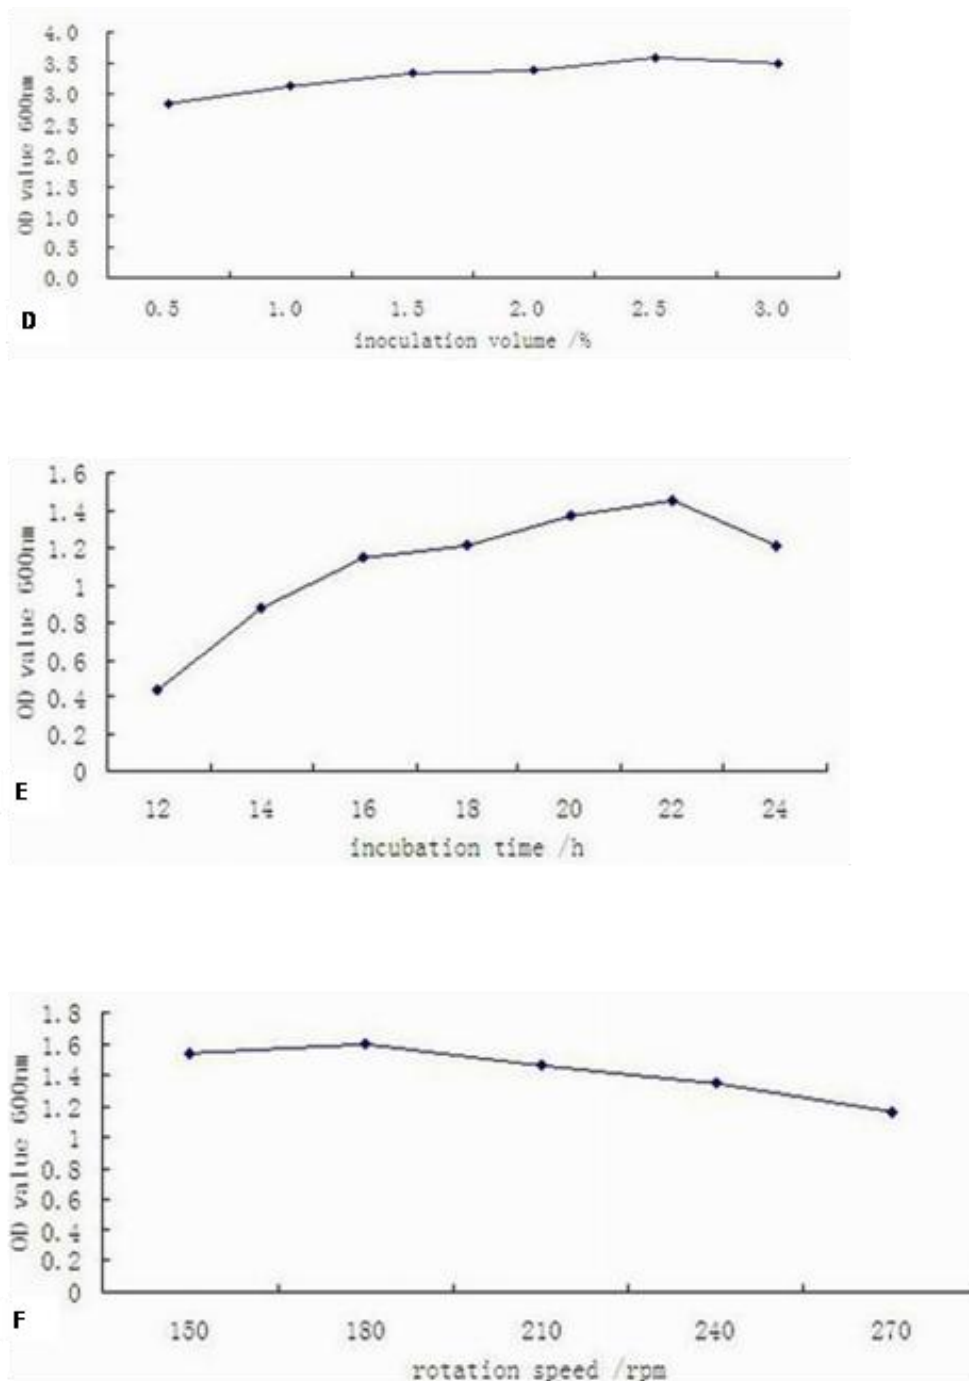 4.0
3.5
3.0
2.5
2.0
1.5
1.0
0.5
0.0
OD value 600nm
0.5 1.0 1.5 2.0 2.5 3.0
inoculation volume /%
D
1.6
1.4
1.2
1
0.8
0.6
0.4
0.2
0
OD value 600nm
12 14 16 18 20 22 24
incubation time /h
E
1.8
1.6
1.4
1.2
1
0.8
0.6
0.4
0.2
0
OD value 600nm
150 180 210 240 270
rotation speed /rpm
F